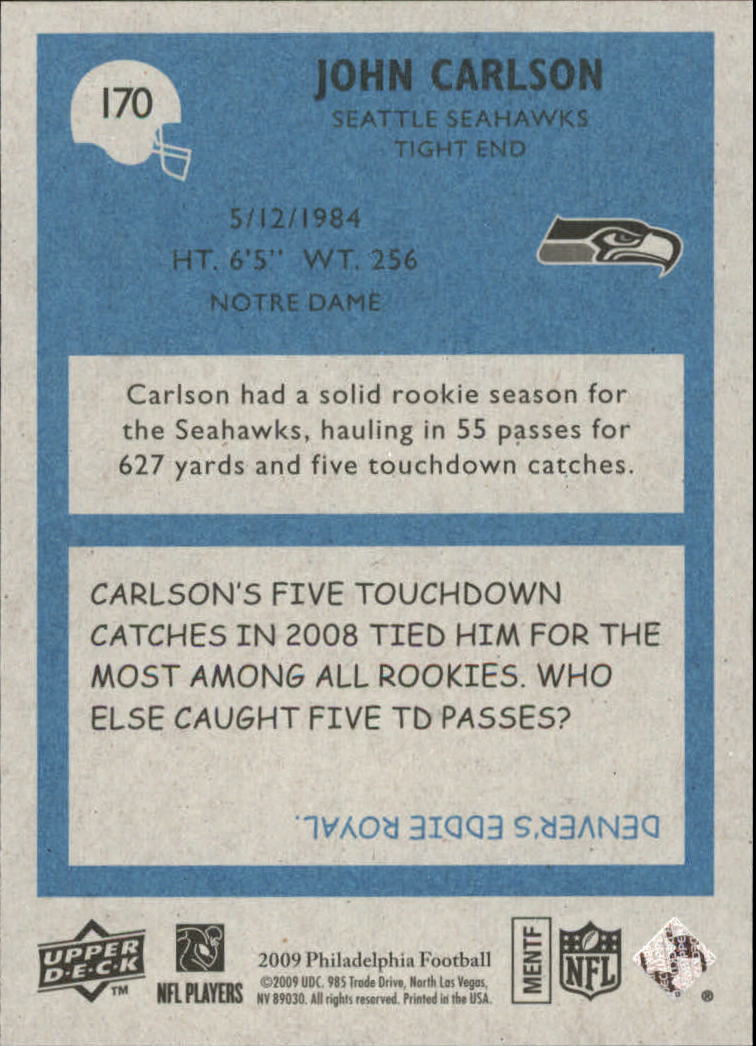 170
JOHN CARLSON
SEATTLE SEAHAWKS
TIGHT END
5/12/1984
HT. 6'5" WT. 256
NOTRE DAME
Carlson had a solid rookie season for
the Seahawks, hauling in 55 passes for
627 yards and five touchdown catches.
CARLSON'S FIVE TOUCHDOWN
CATCHES IN 2008 TIED HIM FOR THE
MOST AMONG ALL ROOKIES. WHO
ELSE CAUGHT FIVE TD PASSES?
DENVER'S EDDIE ROYAL.
UPPER
D·E·C·K
TM
NFL PLAYERS
2009 Philadelphia Football
©2009 UDC. 985 Trade Drive, North Las Vegas,
NV 89030. All rights reserved. Printed in the USA.
MENTF
NFL
®